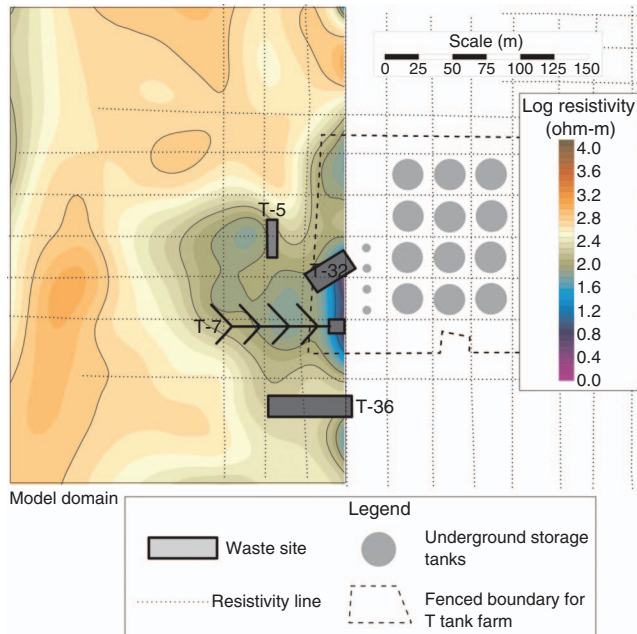 Scale (m)
0 25 50 75 100 125 150
Log resistivity
(ohm-m)
4.0
3.6
3.2
2.8
2.4
2.0
1.6
1.2
0.8
0.6
0.4
0.0
T-5
T-32
T-7
T-36
Model domain
Legend
Waste site
Underground storage
tanks
Resistivity line
Fenced boundary for
T tank farm